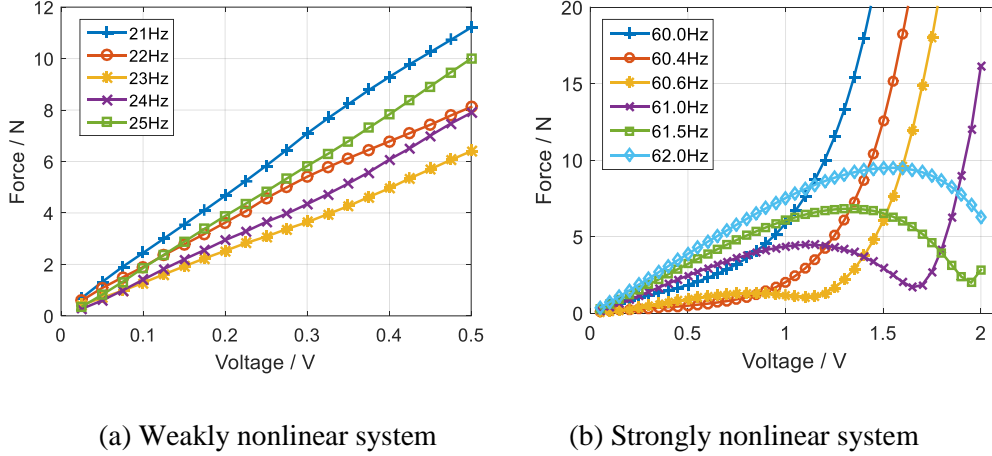 12
10
8
6
4
2
0
Force / N
21Hz
22Hz
23Hz
24Hz
25Hz
0
0.1
0.2
0.3
0.4
0.5
Voltage / V
(a) Weakly nonlinear system
20
15
10
5
0
Force / N
60.0Hz
60.4Hz
60.6Hz
61.0Hz
61.5Hz
62.0Hz
0
0.5
1
1.5
2
Voltage / V
(b) Strongly nonlinear system